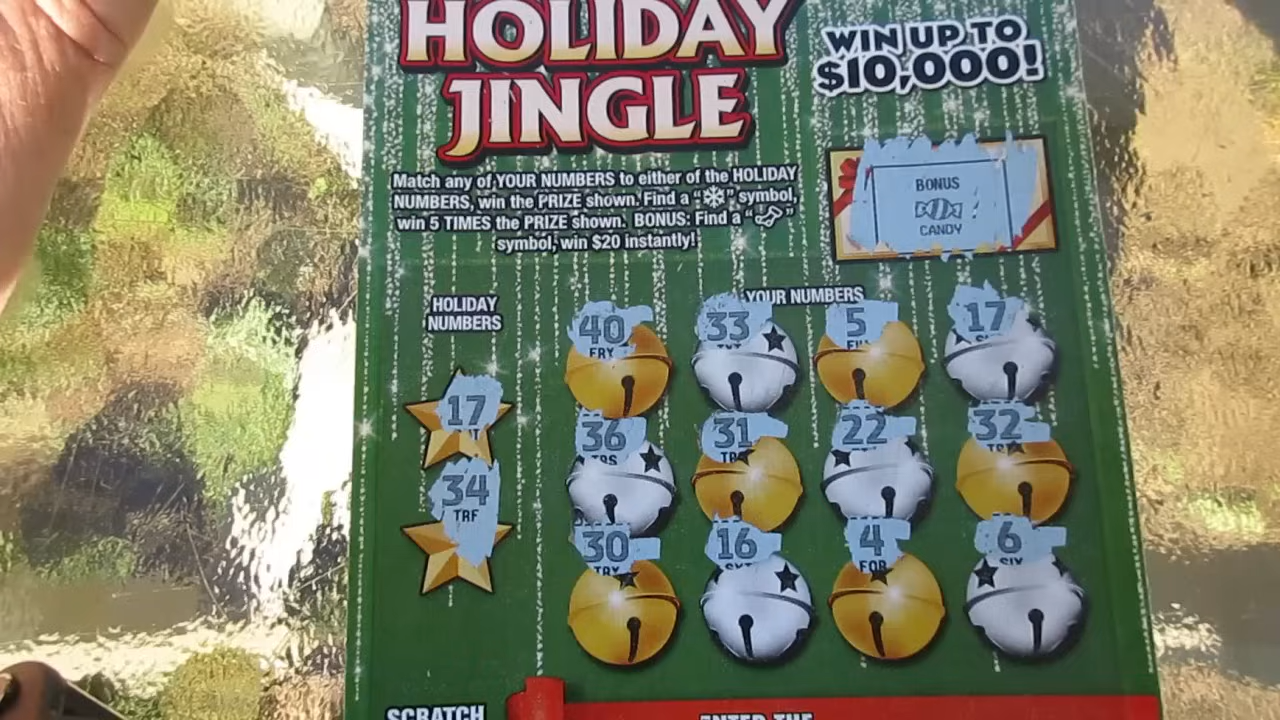 HOLIDAY
JINGLE
WIN UP TO
$10,000!
Match any of YOUR NUMBERS to either of the HOLIDAY
NUMBERS, win the PRIZE shown. Find a "❄" symbol,
win 5 TIMES the PRIZE shown. BONUS: Find a " "
symbol, win $20 instantly!
BONUS
CANDY
HOLIDAY
NUMBERS
YOUR NUMBERS
17
34
TRF
40
FRY
33
5
17
36
31
22
32
30
TRY
16
SXT
4
FOR
6
SIX
SCRATCH
ENTER THE